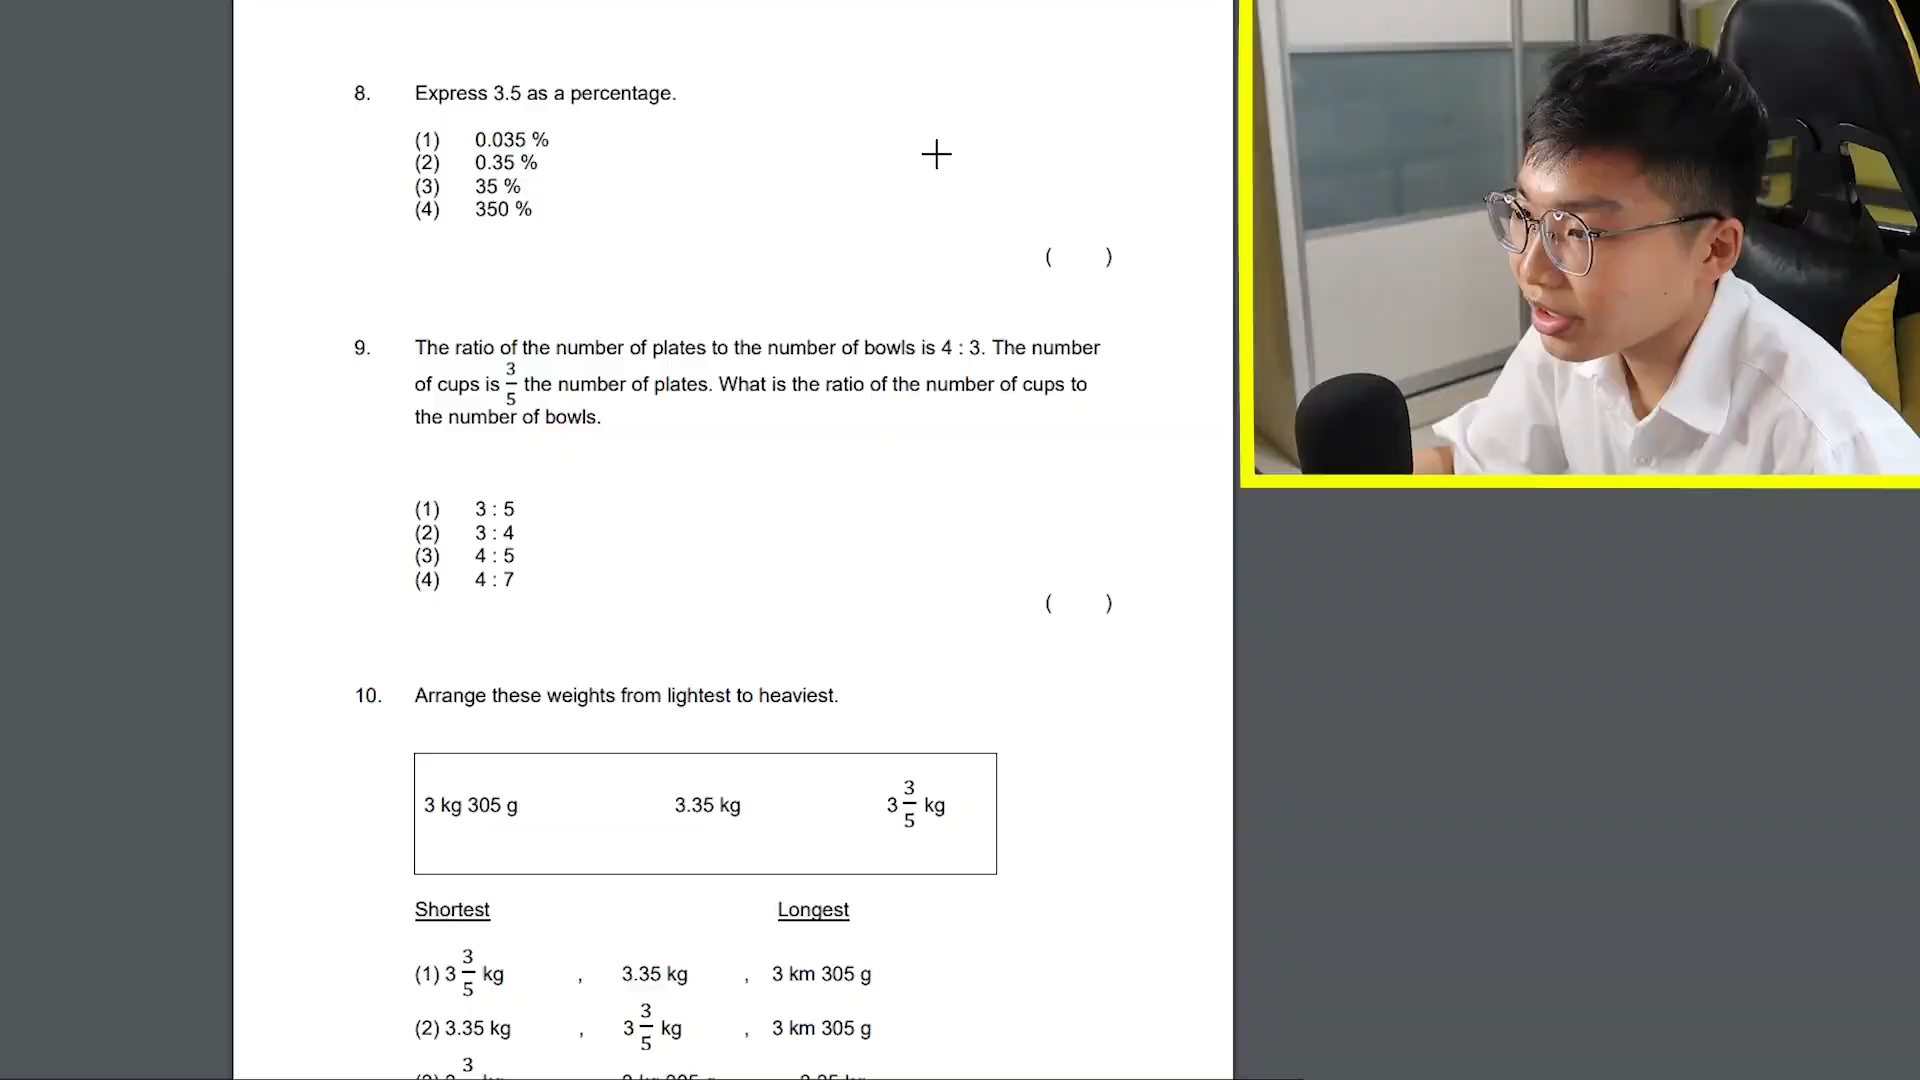 8. Express 3.5 as a percentage.
(1) 0.035 %
(2) 0.35 %
(3) 35 %
(4) 350 %
( )
9. The ratio of the number of plates to the number of bowls is 4 : 3. The number
of cups is 3/5 the number of plates. What is the ratio of the number of cups to
the number of bowls.
(1) 3 : 5
(2) 3 : 4
(3) 4 : 5
(4) 4 : 7
( )
10. Arrange these weights from lightest to heaviest.
3 kg 305 g 3.35 kg 3 3/5 kg
Shortest Longest
(1) 3 3/5 kg , 3.35 kg , 3 km 305 g
(2) 3.35 kg , 3 3/5 kg , 3 km 305 g